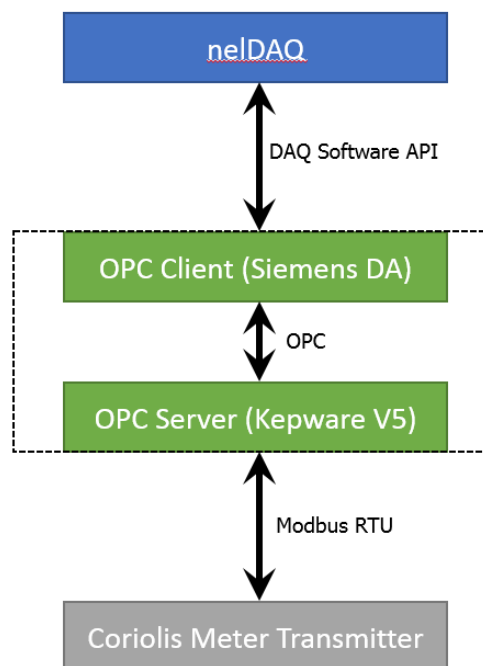 nelDAQ
DAQ Software API
OPC Client (Siemens DA)
OPC
OPC Server (Kepware V5)
Modbus RTU
Coriolis Meter Transmitter